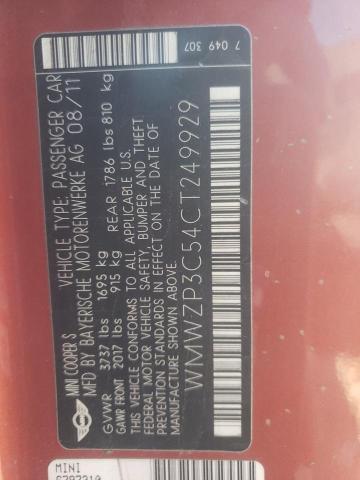 MINI COOPER S VEHICLE TYPE: PASSENGER CAR
MFD BY BAYERISCHE MOTORENWERKE AG 08/11
GVWR 3737 lbs 1695 kg
GAWR FRONT 2017 lbs 915 kg REAR 1786 lbs 810 kg
THIS VEHICLE CONFORMS TO ALL APPLICABLE U.S.
FEDERAL MOTOR VEHICLE SAFETY, BUMPER AND THEFT
PREVENTION STANDARDS IN EFFECT ON THE DATE OF
MANUFACTURE SHOWN ABOVE.
WMWZP3C54CT249929
7 049 307
MINI